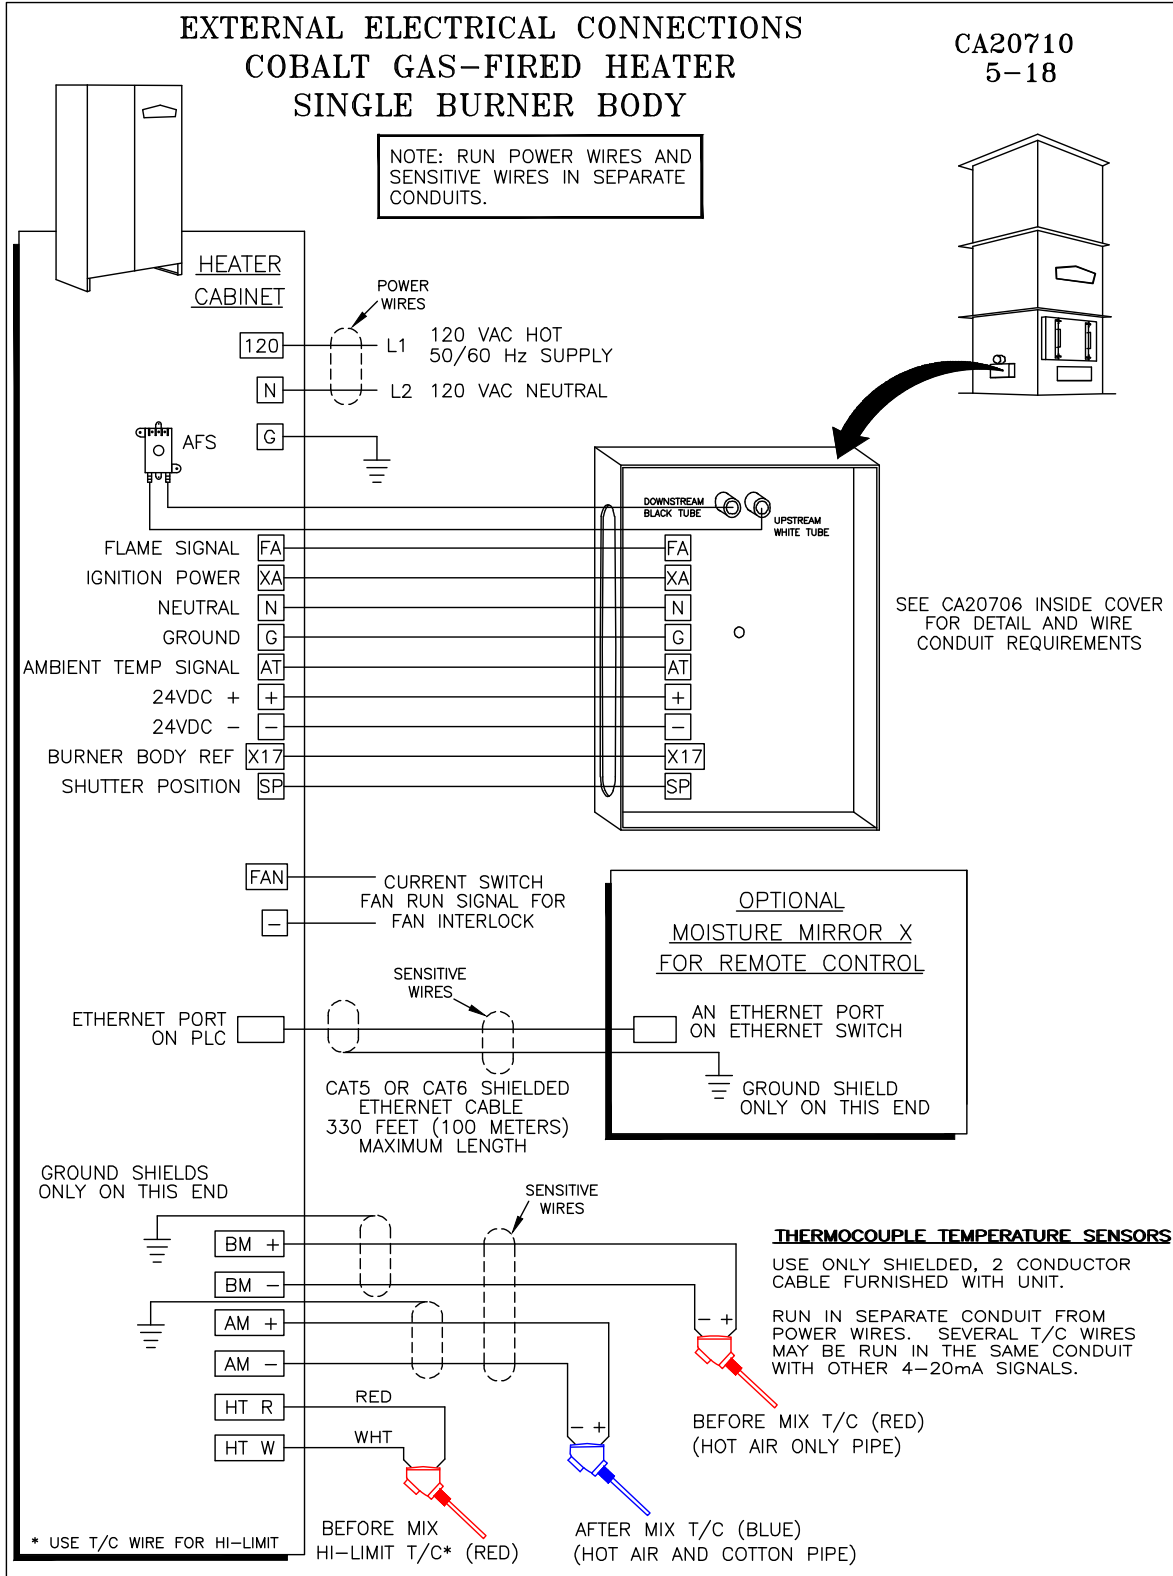 EXTERNAL ELECTRICAL CONNECTIONS
COBALT GAS-FIRED HEATER
SINGLE BURNER BODY
CA20710
5-18
NOTE: RUN POWER WIRES AND
SENSITIVE WIRES IN SEPARATE
CONDUITS.
HEATER
CABINET
POWER
WIRES
120
L1
120 VAC HOT
50/60 Hz SUPPLY
N
L2
120 VAC NEUTRAL
AFS
G
DOWNSTREAM
BLACK TUBE
UPSTREAM
WHITE TUBE
FLAME SIGNAL FA FA
IGNITION POWER XA XA
NEUTRAL N N
GROUND G G
AMBIENT TEMP SIGNAL AT AT
24VDC + + +
24VDC - - -
BURNER BODY REF X17 X17
SHUTTER POSITION SP SP
SEE CA20706 INSIDE COVER
FOR DETAIL AND WIRE
CONDUIT REQUIREMENTS
FAN
-
CURRENT SWITCH
FAN RUN SIGNAL FOR
FAN INTERLOCK
OPTIONAL
MOISTURE MIRROR X
FOR REMOTE CONTROL
SENSITIVE
WIRES
ETHERNET PORT
ON PLC
AN ETHERNET PORT
ON ETHERNET SWITCH
CAT5 OR CAT6 SHIELDED
ETHERNET CABLE
330 FEET (100 METERS)
MAXIMUM LENGTH
GROUND SHIELD
ONLY ON THIS END
GROUND SHIELDS
ONLY ON THIS END
SENSITIVE
WIRES
BM +
BM -
AM +
AM -
HT R
RED
HT W
WHT
- +
- +
THERMOCOUPLE TEMPERATURE SENSORS
USE ONLY SHIELDED, 2 CONDUCTOR
CABLE FURNISHED WITH UNIT.
RUN IN SEPARATE CONDUIT FROM
POWER WIRES. SEVERAL T/C WIRES
MAY BE RUN IN THE SAME CONDUIT
WITH OTHER 4-20mA SIGNALS.
BEFORE MIX T/C (RED)
(HOT AIR ONLY PIPE)
BEFORE MIX
HI-LIMIT T/C* (RED)
AFTER MIX T/C (BLUE)
(HOT AIR AND COTTON PIPE)
* USE T/C WIRE FOR HI-LIMIT